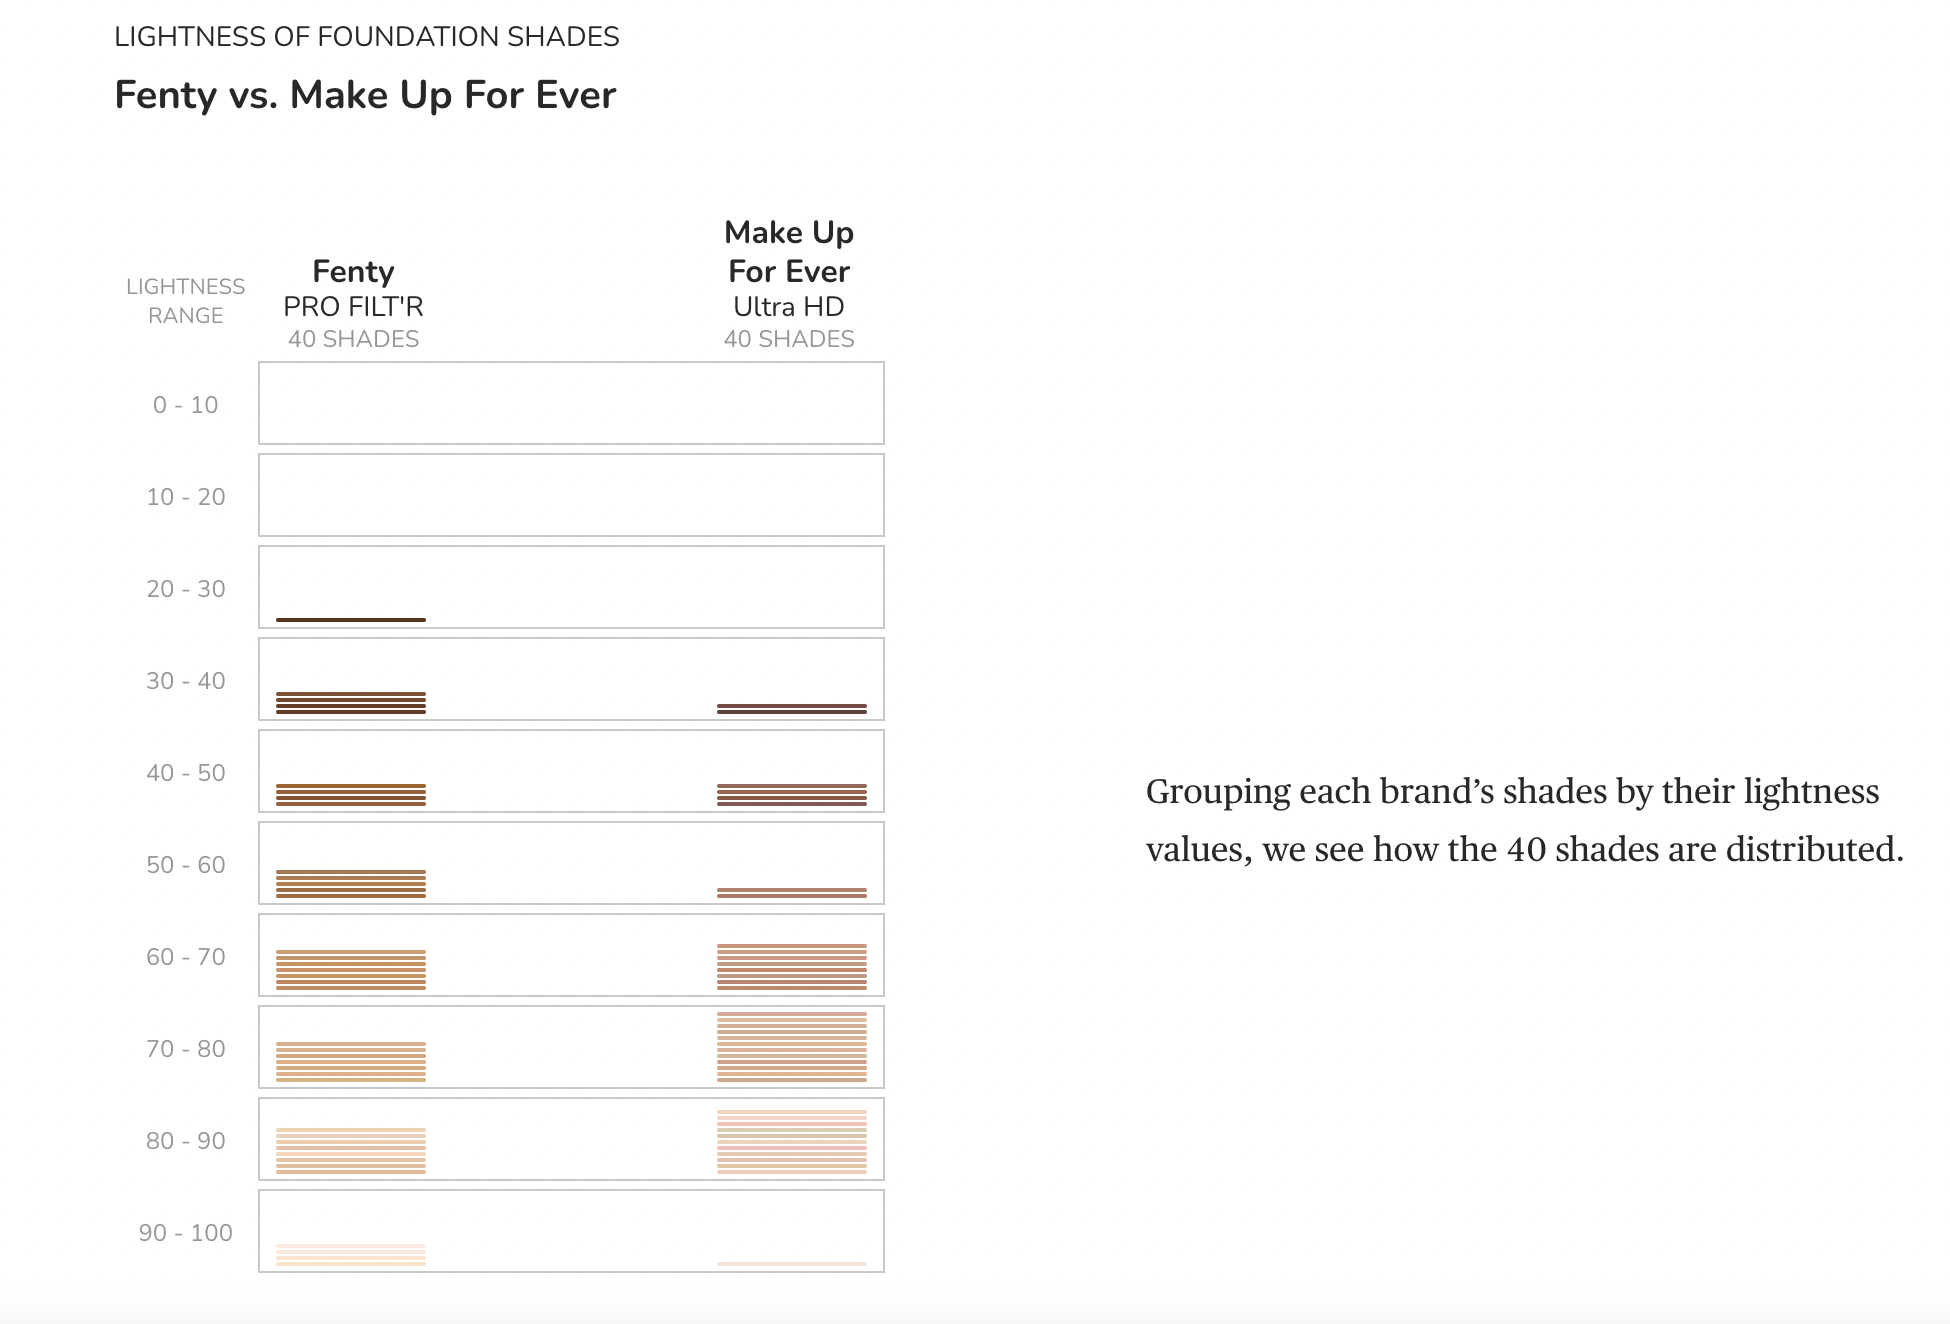 LIGHTNESS OF FOUNDATION SHADES
Fenty vs. Make Up For Ever
LIGHTNESS
RANGE
Fenty
PRO FILT'R
40 SHADES
Make Up
For Ever
Ultra HD
40 SHADES
0 - 10
10 - 20
20 - 30
30 - 40
40 - 50
50 - 60
60 - 70
70 - 80
80 - 90
90 - 100
Grouping each brand’s shades by their lightness
values, we see how the 40 shades are distributed.